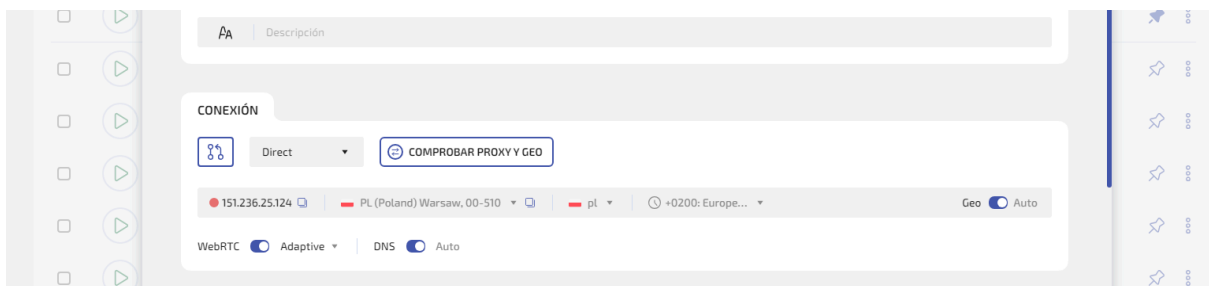 AA Descripción
CONEXIÓN
Direct COMPROBAR PROXY Y GEO
151.236.25.124 PL (Poland) Warsaw, 00-510 pl +0200: Europe... Geo Auto
WebRTC Adaptive DNS Auto